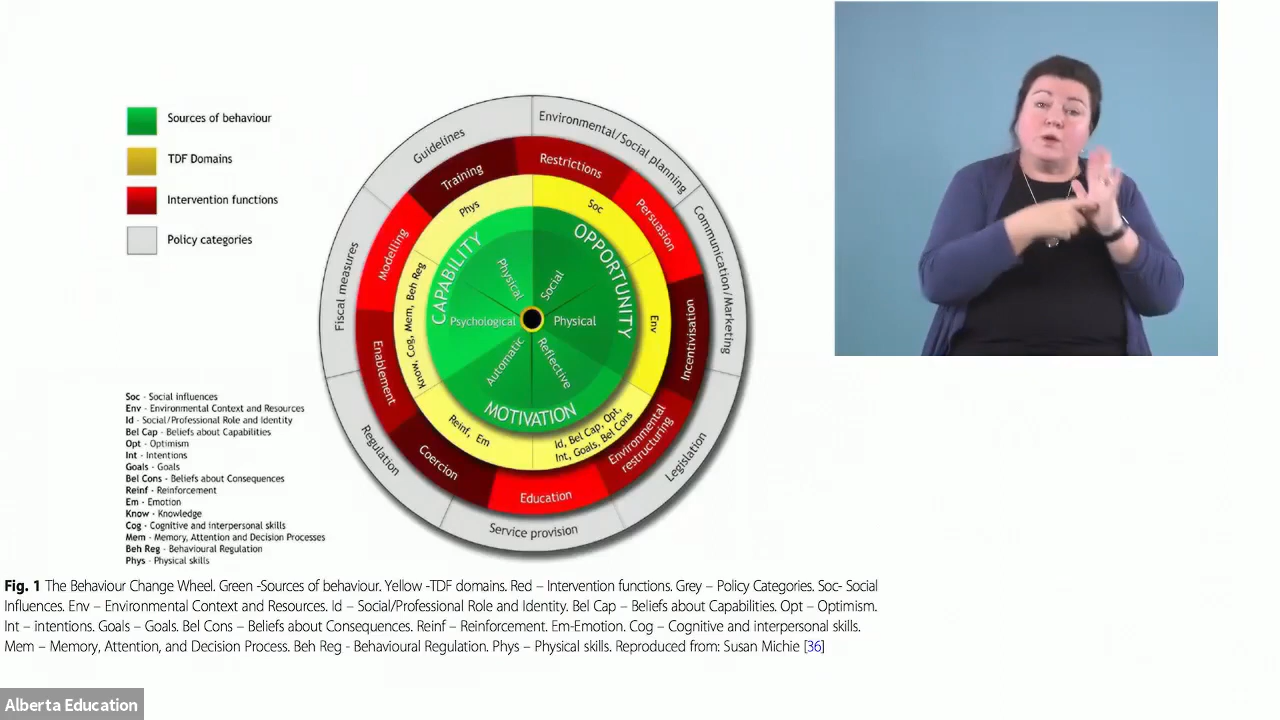 Sources of behaviour
TDF Domains
Intervention functions
Policy categories
Guidelines
Environmental/Social planning
Communication/Marketing
Legislation
Service provision
Regulation
Fiscal measures
Training
Restrictions
Persuasion
Incentivisation
Environmental
restructuring
Education
Coercion
Enablement
Modelling
Phys
Soc
Env
Id, Bel Cap, Opt,
Int, Goals, Bel Cons
Reinf, Em
Know, Cog, Mem, Beh Reg
CAPABILITY
OPPORTUNITY
MOTIVATION
Physical
Social
Physical
Reflective
Automatic
Psychological
Soc - Social influences
Env - Environmental Context and Resources
Id - Social/Professional Role and Identity
Bel Cap - Beliefs about Capabilities
Opt - Optimism
Int - Intentions
Goals - Goals
Bel Cons - Beliefs about Consequences
Reinf - Reinforcement
Em - Emotion
Know - Knowledge
Cog - Cognitive and interpersonal skills
Mem - Memory, Attention and Decision Processes
Beh Reg - Behavioural Regulation
Phys - Physical skills
Fig. 1 The Behaviour Change Wheel. Green -Sources of behaviour. Yellow -TDF domains. Red – Intervention functions. Grey – Policy Categories. Soc- Social
Influences. Env – Environmental Context and Resources. Id – Social/Professional Role and Identity. Bel Cap – Beliefs about Capabilities. Opt – Optimism.
Int – intentions. Goals – Goals. Bel Cons – Beliefs about Consequences. Reinf – Reinforcement. Em-Emotion. Cog – Cognitive and interpersonal skills.
Mem – Memory, Attention, and Decision Process. Beh Reg - Behavioural Regulation. Phys – Physical skills. Reproduced from: Susan Michie [36]
Alberta Education